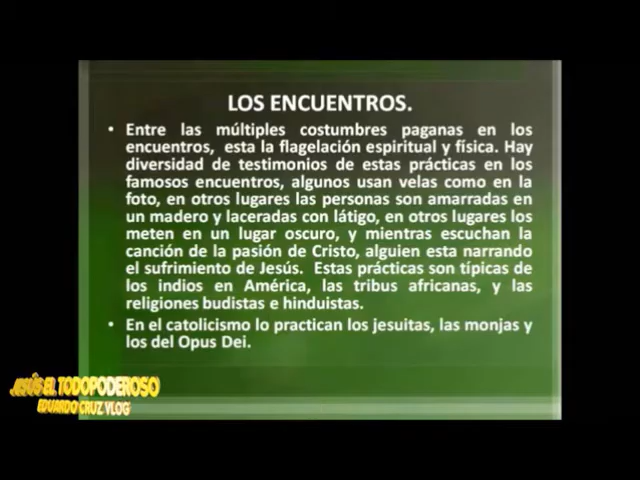 LOS ENCUENTROS.
• Entre las múltiples costumbres paganas en los
encuentros, esta la flagelación espiritual y física. Hay
diversidad de testimonios de estas prácticas en los
famosos encuentros, algunos usan velas como en la
foto, en otros lugares las personas son amarradas en
un madero y laceradas con látigo, en otros lugares los
meten en un lugar oscuro, y mientras escuchan la
canción de la pasión de Cristo, alguien esta narrando
el sufrimiento de Jesús. Estas prácticas son típicas de
los indios en América, las tribus africanas, y las
religiones budistas e hinduistas.
• En el catolicismo lo practican los jesuitas, las monjas y
los del Opus Dei.
JESÚS EL TODOPODEROSO
EDUARDO CRUZ VLOG